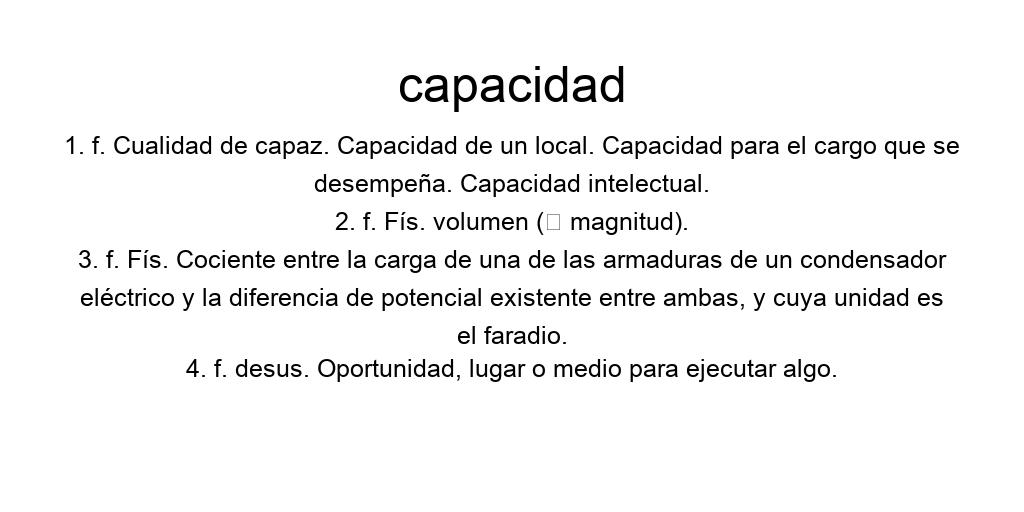 capacidad
1. f. Cualidad de capaz. Capacidad de un local. Capacidad para el cargo que se
desempeña. Capacidad intelectual.
2. f. Fís. volumen (□ magnitud).
3. f. Fís. Cociente entre la carga de una de las armaduras de un condensador
eléctrico y la diferencia de potencial existente entre ambas, y cuya unidad es
el faradio.
4. f. desus. Oportunidad, lugar o medio para ejecutar algo.